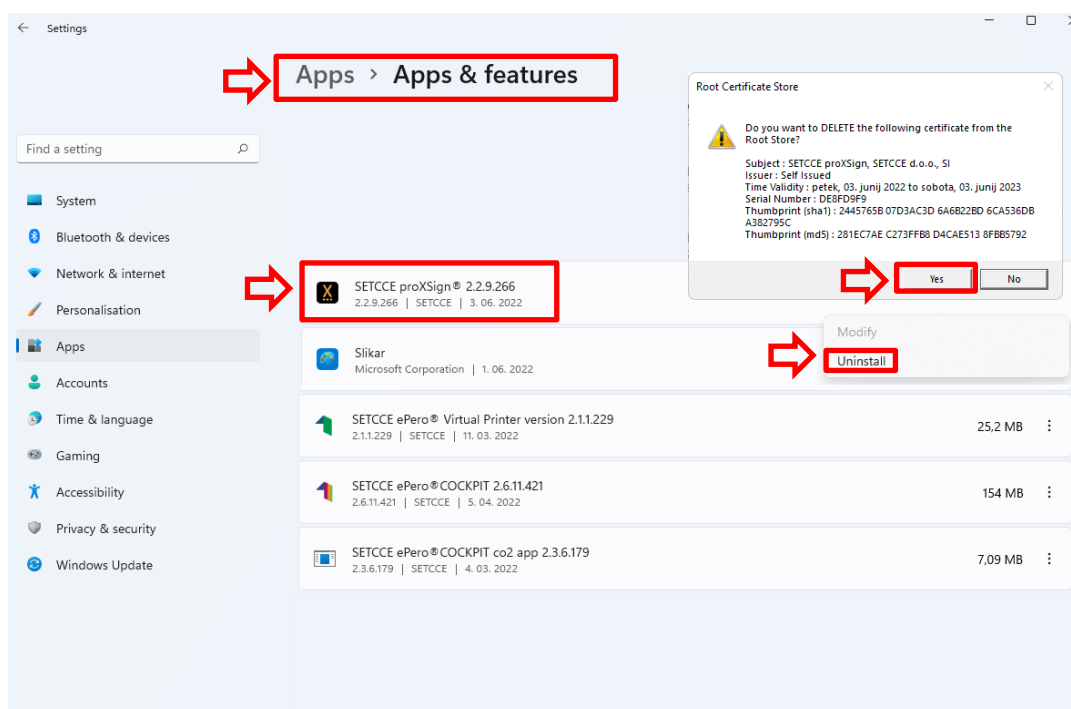 Settings
Apps > Apps & features
Find a setting
System
Bluetooth & devices
Network & internet
Personalisation
Apps
Accounts
Time & language
Gaming
Accessibility
Privacy & security
Windows Update
Root Certificate Store
Do you want to DELETE the following certificate from the
Root Store?
Subject : SETCCE proXSign, SETCCE d.o.o., SI
Issuer : Self Issued
Time Validity : petek, 03. junij 2022 to sobota, 03. junij 2023
Serial Number : DE8FD9F9
Thumbprint (sha1) : 2445765B 07D3AC3D 6A6B22BD 6CA536DB
A382795C
Thumbprint (md5) : 281EC7AE C273FFB8 D4CAE513 8FBB5792
Yes
No
SETCCE proXSign® 2.2.9.266
2.2.9.266 | SETCCE | 3. 06. 2022
Modify
Uninstall
Slikar
Microsoft Corporation | 1. 06. 2022
SETCCE ePero® Virtual Printer version 2.1.1.229
2.1.1.229 | SETCCE | 11. 03. 2022
25,2 MB
SETCCE ePero®COCKPIT 2.6.11.421
2.6.11.421 | SETCCE | 5. 04. 2022
154 MB
SETCCE ePero®COCKPIT co2 app 2.3.6.179
2.3.6.179 | SETCCE | 4. 03. 2022
7,09 MB